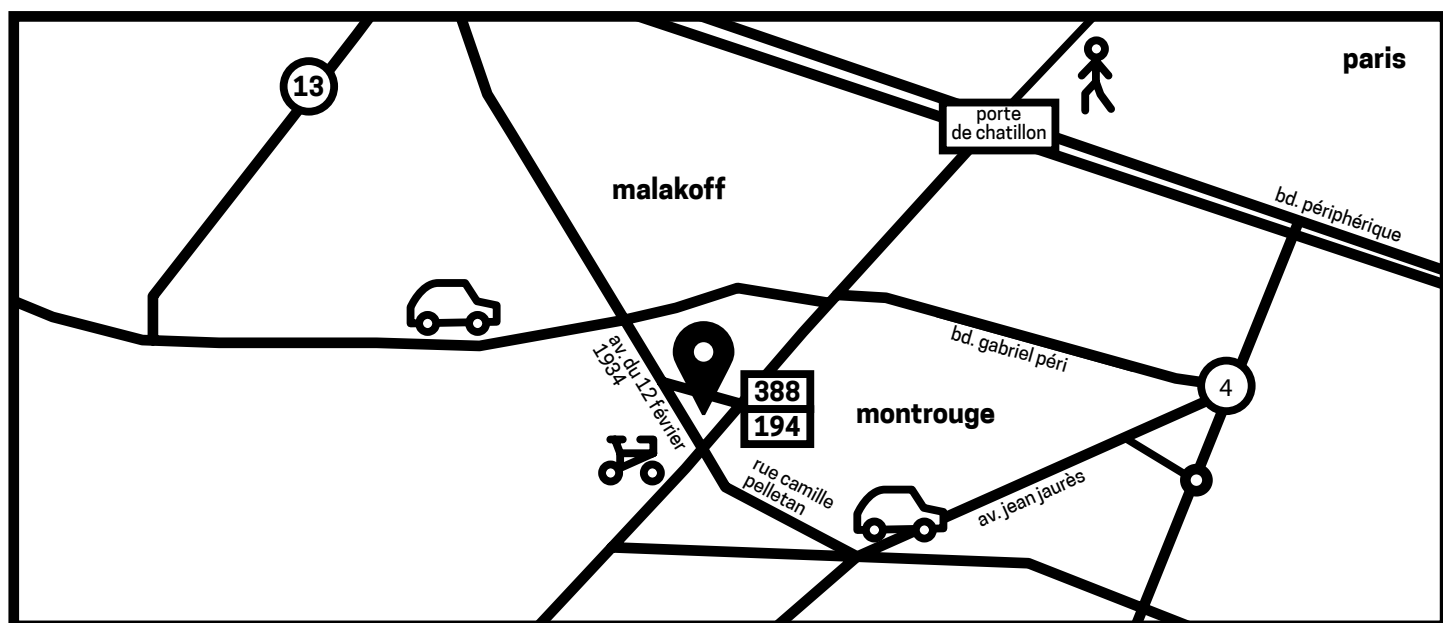 paris
13
porte
de chatillon
malakoff
bd. périphérique
bd. gabriel péri
av. du 12 février
1934
388
194
4
montrouge
rue camille
pelletan
av. jean jaurès